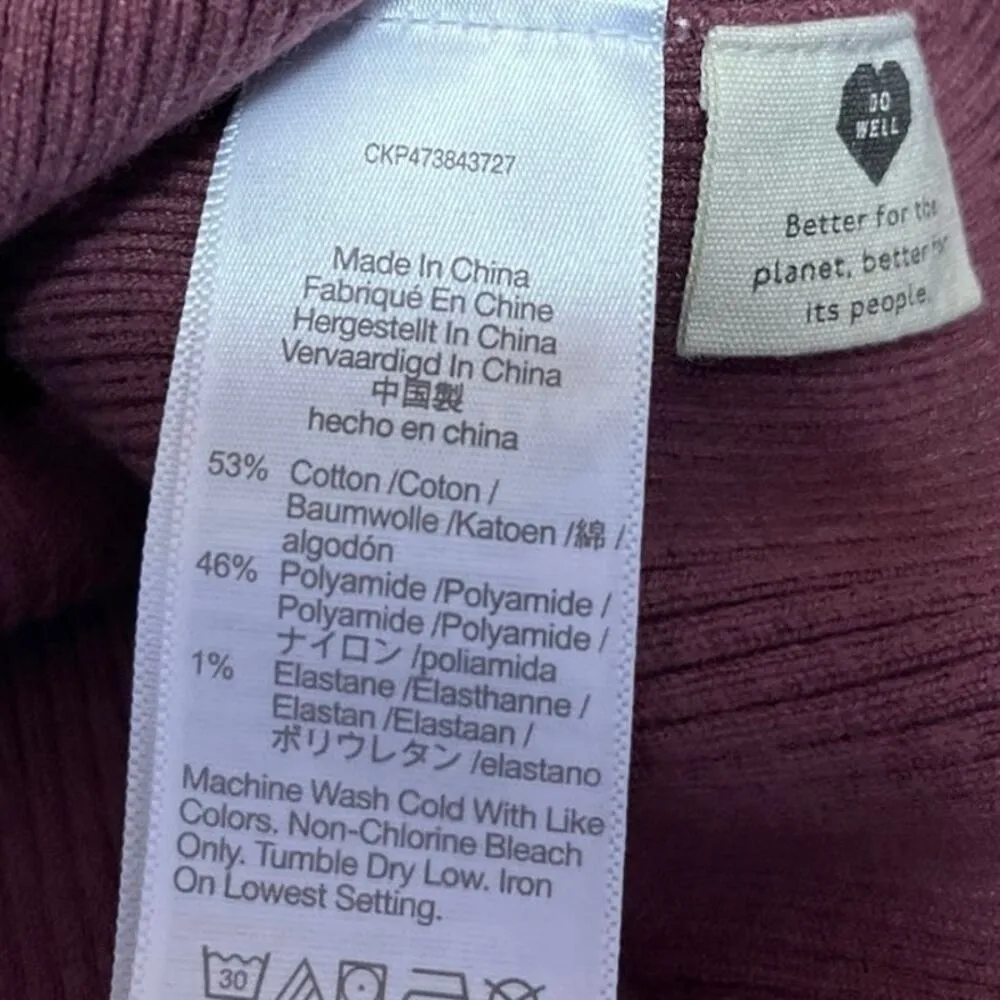 CKP473843727
Made In China
Fabriqué En Chine
Hergestellt In China
Vervaardigd In China
中国製
hecho en china
53% Cotton /Coton /
Baumwolle /Katoen /綿 /
algodón
46% Polyamide /Polyamide /
Polyamide /Polyamide /
ナイロン /poliamida
1% Elastane /Élasthanne /
Elastan /Elastaan /
ポリウレタン /elastano
Machine Wash Cold With Like
Colors. Non-Chlorine Bleach
Only. Tumble Dry Low. Iron
On Lowest Setting.
30
DO
WELL
Better for the
planet, better for
its people.